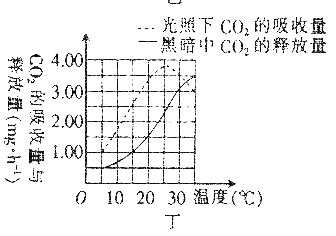 --- 光照下CO₂的吸收量
— 黑暗中CO₂的释放量
CO₂的吸收量与
释放量(mg·h⁻¹)
4.00
3.00
2.00
1.00
O 10 20 30 温度(℃)
丁